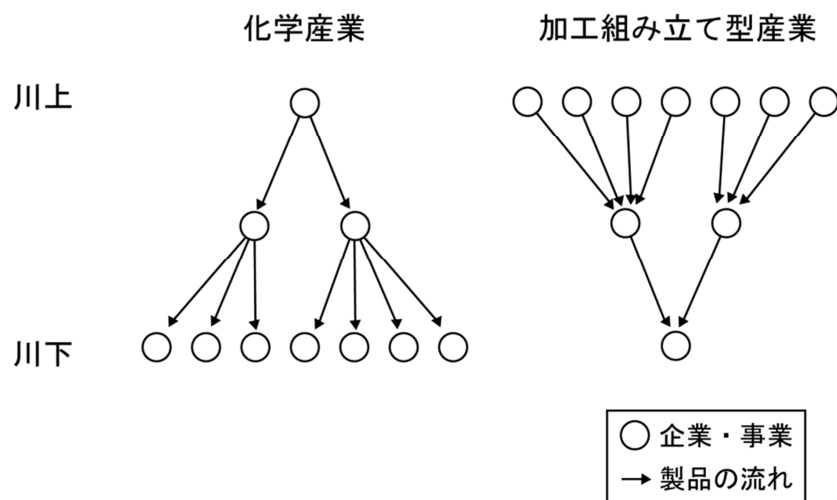 化学産業
加工組み立て型産業
川上
川下
企業・事業
製品の流れ